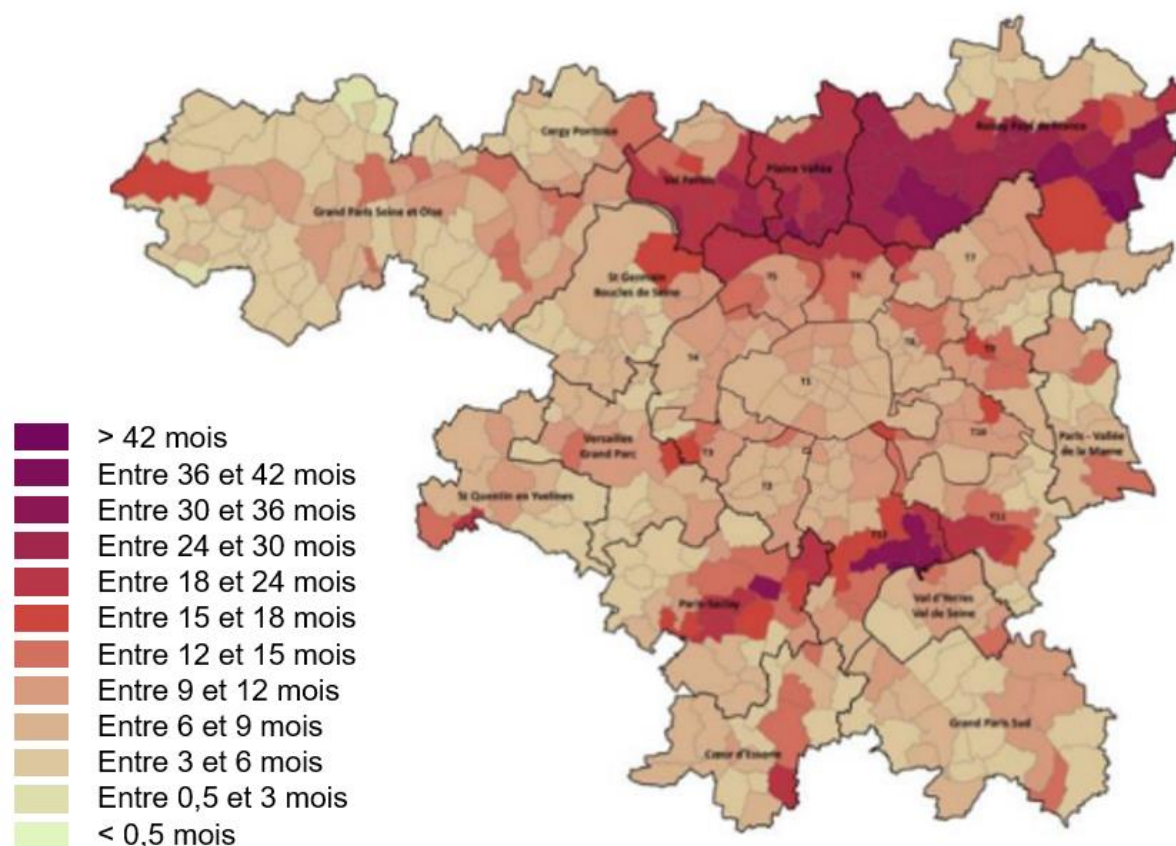 Cergy Pontoise
Roissy Pays de France
Plaine Vallée
Val Parisis
Grand Paris Seine et Oise
T7
St Germain
Boucles de Seine
T5
T6
T8
T9
T4
T1
> 42 mois
Entre 36 et 42 mois
Entre 30 et 36 mois
Entre 24 et 30 mois
Entre 18 et 24 mois
Entre 15 et 18 mois
Entre 12 et 15 mois
Entre 9 et 12 mois
Entre 6 et 9 mois
Entre 3 et 6 mois
Entre 0,5 et 3 mois
< 0,5 mois
Versailles
Grand Parc
T3
T10
Paris - Vallée
de la Marne
St Quentin en Yvelines
T2
T11
T12
Paris-Saclay
Val d'Yerres
Val de Seine
Grand Paris Sud
Cœur d'Essonne